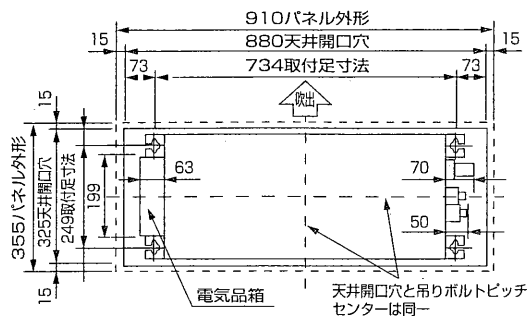 910パネル外形
15
880天井開口穴
15
73
734取付足寸法
73
吹出
15
355パネル外形
325天井開口穴
249取付足寸法
199
63
70
50
15
電気品箱
天井開口穴と吊りボルトピッチ
センターは同一